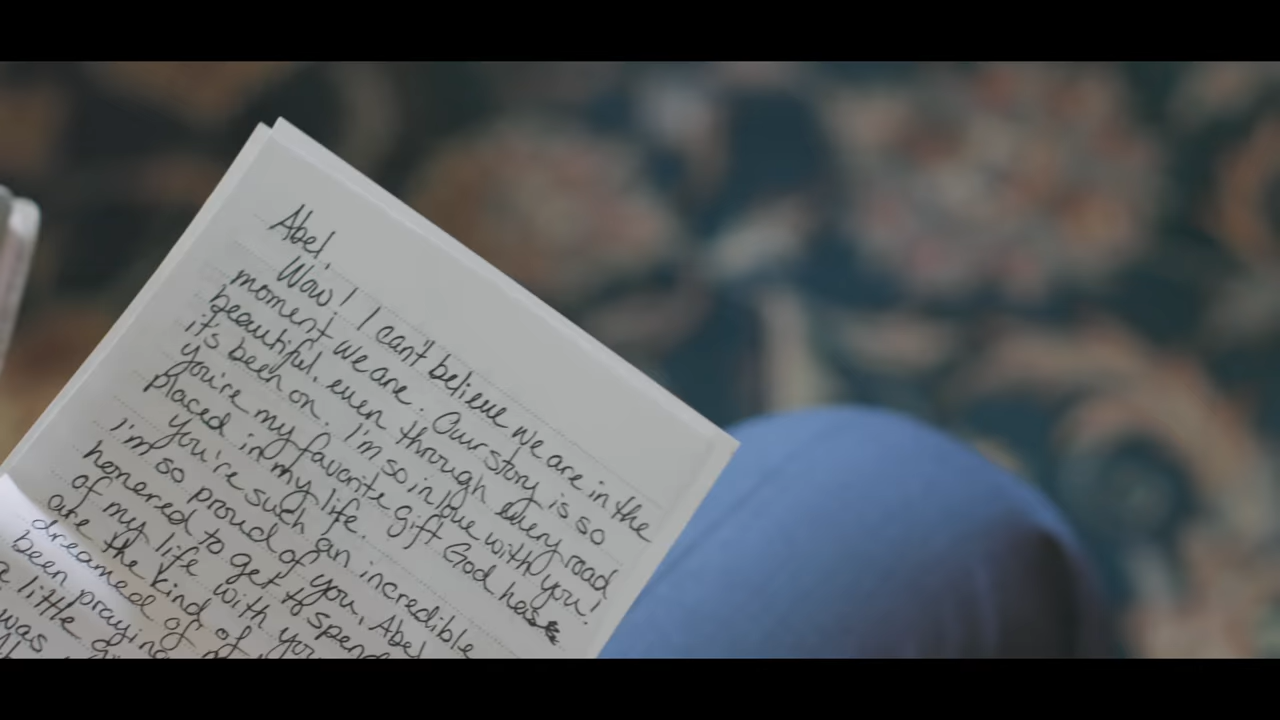 Abel,
Wow! I can't believe we are in the
moment we are. Our story is so
beautiful, even through every road
it's been on. I'm so in love with you!
You're my favorite gift God has
placed in my life.
You're such an incredible
I'm so proud of you, Abel
honored to get to spend
of my life with you
are the kind of
dreamed of
been praying
a little
was